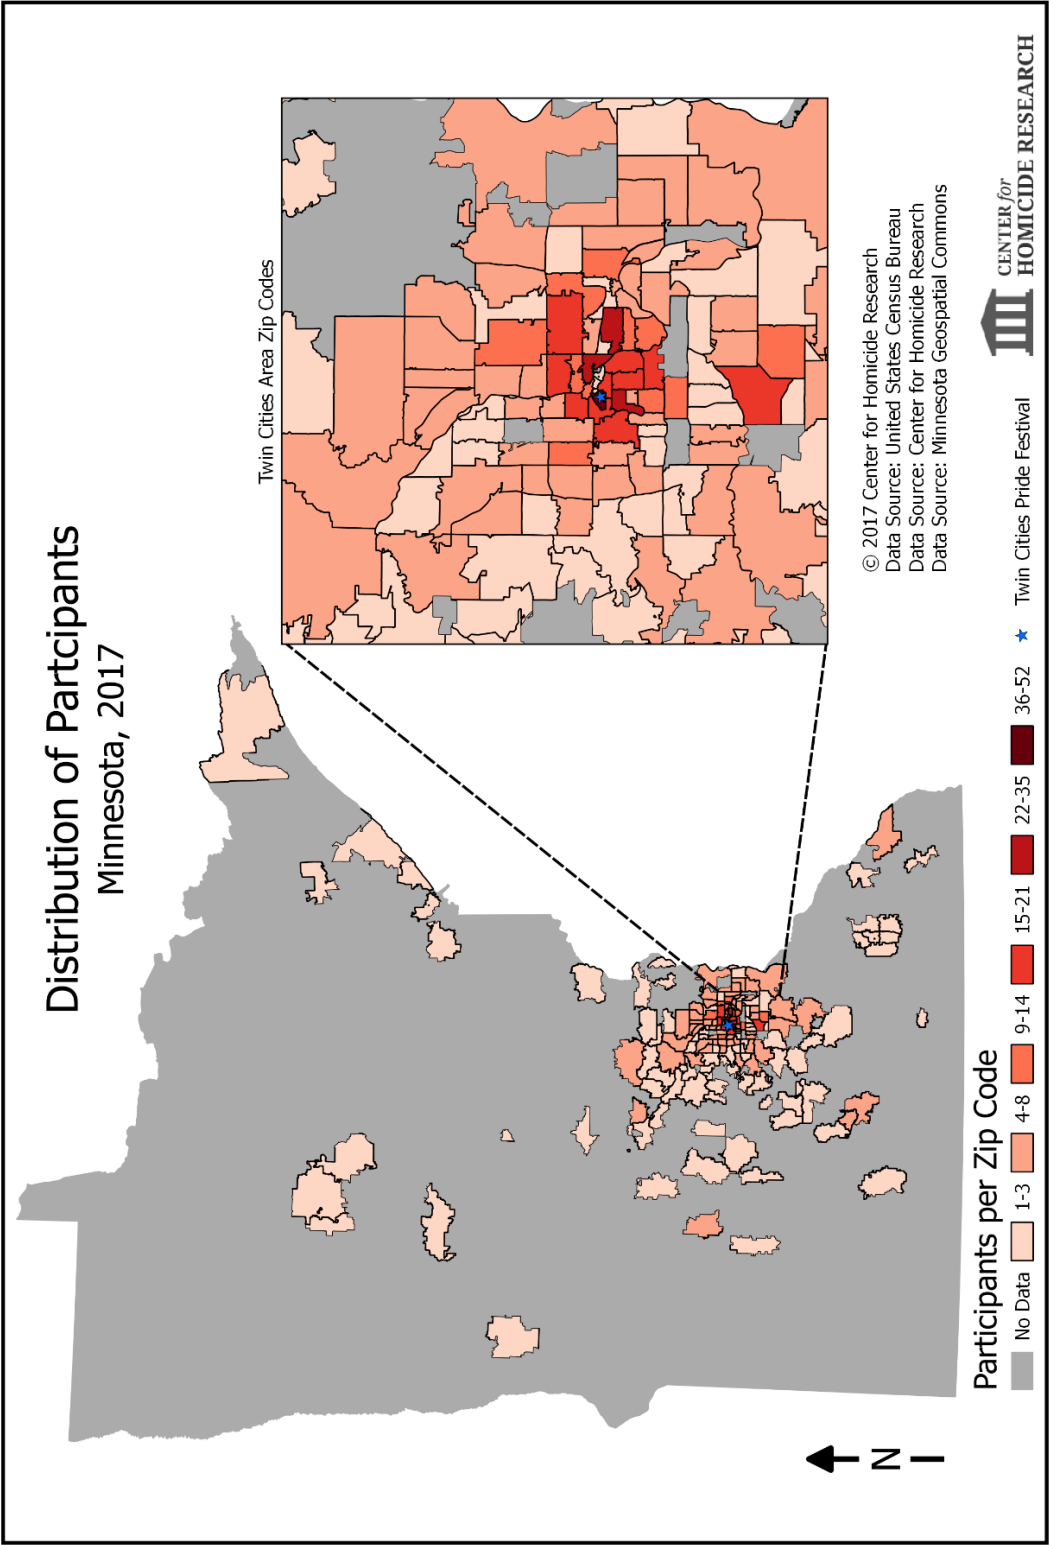 Distribution of Partcipants
Minnesota, 2017
Twin Cities Area Zip Codes
© 2017 Center for Homicide Research
Data Source: United States Census Bureau
Data Source: Center for Homicide Research
Data Source: Minnesota Geospatial Commons
N
Participants per Zip Code
No Data
1-3
4-8
9-14
15-21
22-35
36-52
Twin Cities Pride Festival
CENTER for
HOMICIDE RESEARCH